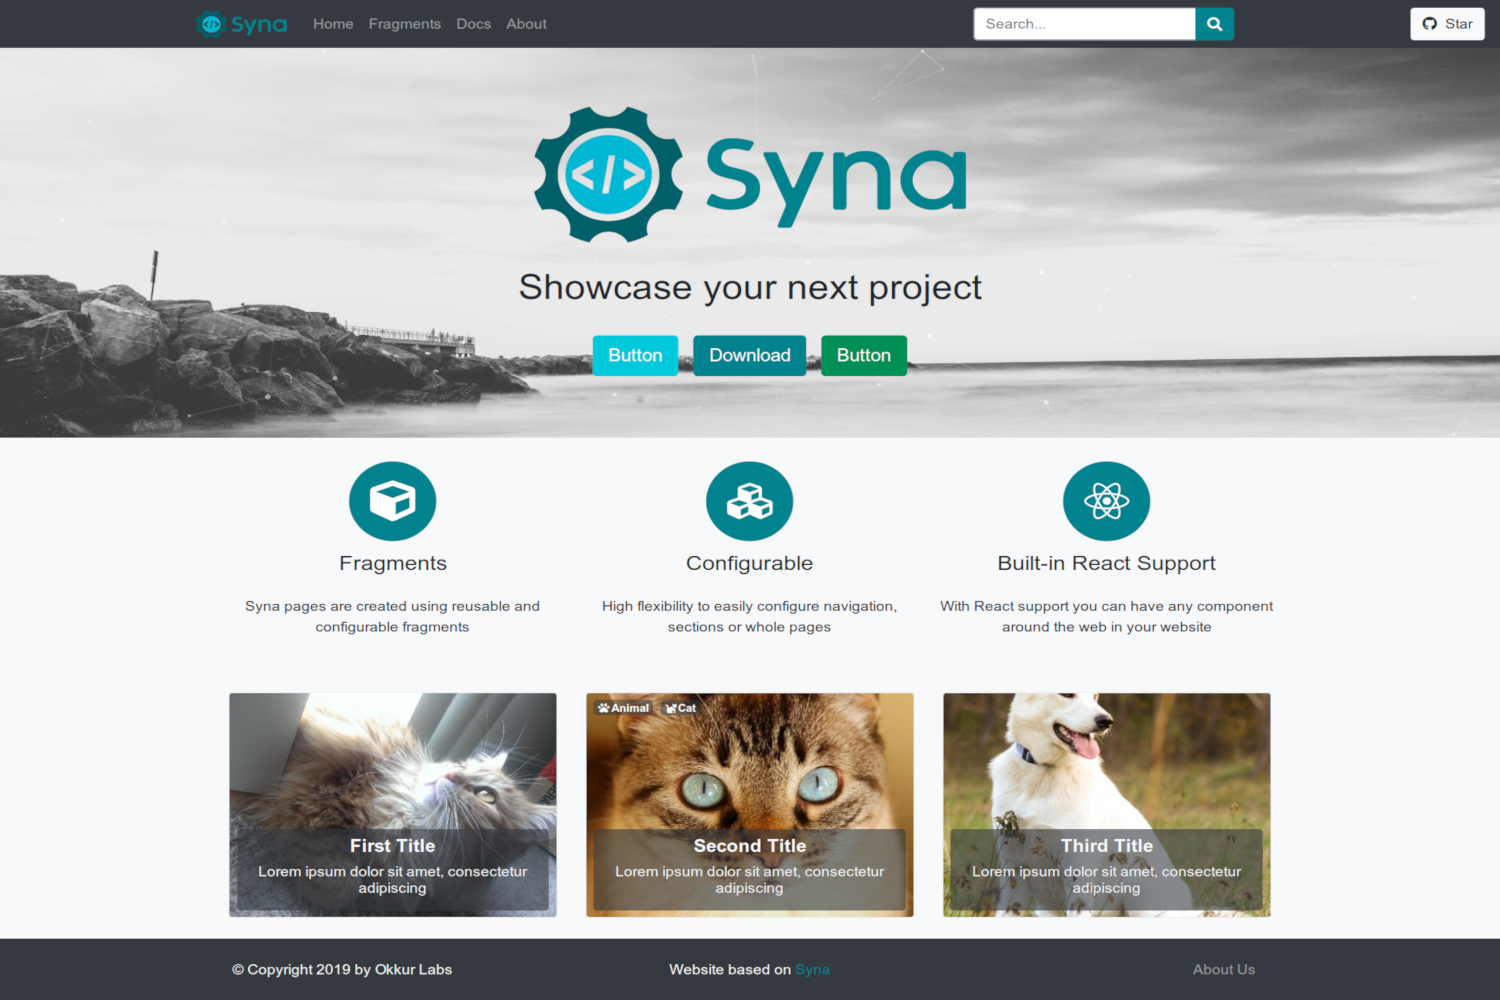 Syna
Home
Fragments
Docs
About
Search...
Star
</> Syna
Showcase your next project
Button
Download
Button
Fragments
Syna pages are created using reusable and
configurable fragments
Configurable
High flexibility to easily configure navigation,
sections or whole pages
Built-in React Support
With React support you can have any component
around the web in your website
First Title
Lorem ipsum dolor sit amet, consectetur
adipiscing
Animal
Cat
Second Title
Lorem ipsum dolor sit amet, consectetur
adipiscing
Third Title
Lorem ipsum dolor sit amet, consectetur
adipiscing
© Copyright 2019 by Okkur Labs
Website based on Syna
About Us